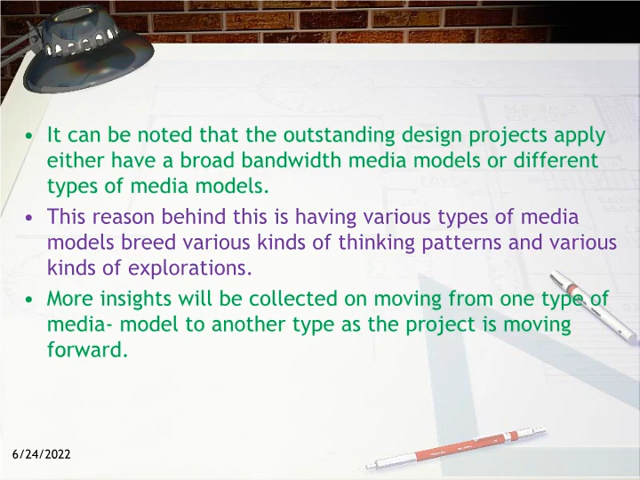 • It can be noted that the outstanding design projects apply
either have a broad bandwidth media models or different
types of media models.
• This reason behind this is having various types of media
models breed various kinds of thinking patterns and various
kinds of explorations.
• More insights will be collected on moving from one type of
media- model to another type as the project is moving
forward.
6/24/2022